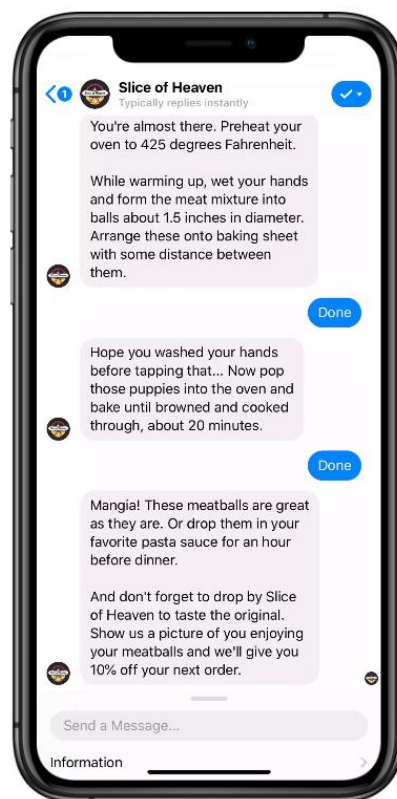 1
Slice of Heaven
Typically replies instantly
You're almost there. Preheat your
oven to 425 degrees Fahrenheit.
While warming up, wet your hands
and form the meat mixture into
balls about 1.5 inches in diameter.
Arrange these onto baking sheet
with some distance between
them.
Done
Hope you washed your hands
before tapping that... Now pop
those puppies into the oven and
bake until browned and cooked
through, about 20 minutes.
Done
Mangia! These meatballs are great
as they are. Or drop them in your
favorite pasta sauce for an hour
before dinner.
And don't forget to drop by Slice
of Heaven to taste the original.
Show us a picture of you enjoying
your meatballs and we'll give you
10% off your next order.
Send a Message...
Information